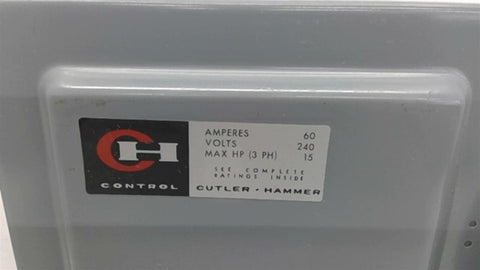 CH
CONTROL
AMPERES 60
VOLTS 240
MAX HP (3 PH) 15
SEE COMPLETE
RATINGS INSIDE
CUTLER-HAMMER